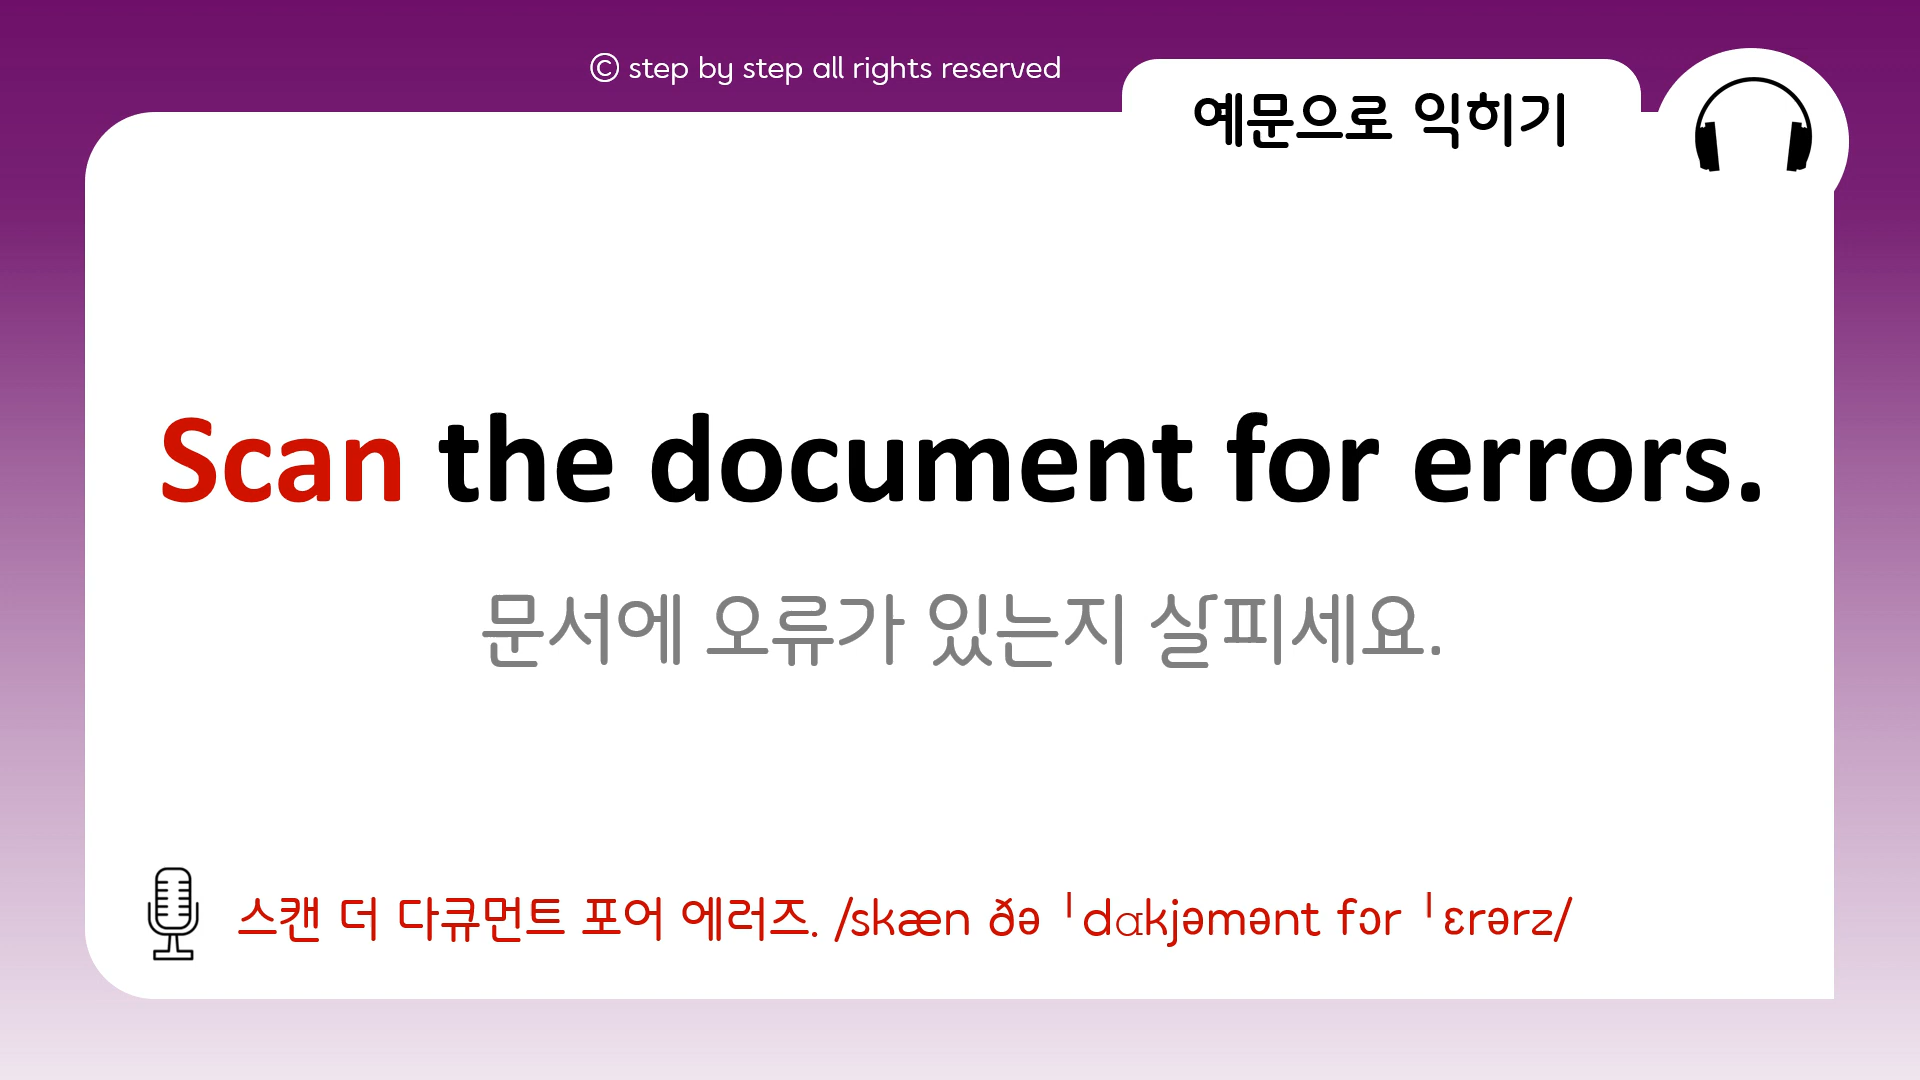 © step by step all rights reserved
예문으로 익히기
Scan the document for errors.
문서에 오류가 있는지 살피세요.
스캔 더 다큐먼트 포어 에러즈. /skæn ðə ˈdɑkjəmənt fɔr ˈɛrərz/